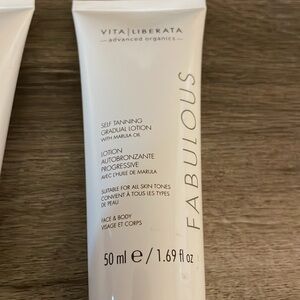 VITA|LIBERATA
—advanced organics—
SELF TANNING
GRADUAL LOTION
WITH MARULA OIL
LOTION
AUTOBRONZANTE
PROGRESSIVE
AVEC L'HUILE DE MARULA
SUITABLE FOR ALL SKIN TONES
CONVIENT À TOUS LES TYPES
DE PEAU
FACE & BODY
VISAGE ET CORPS
50 ml e / 1.69 fl oz
FABULOUS